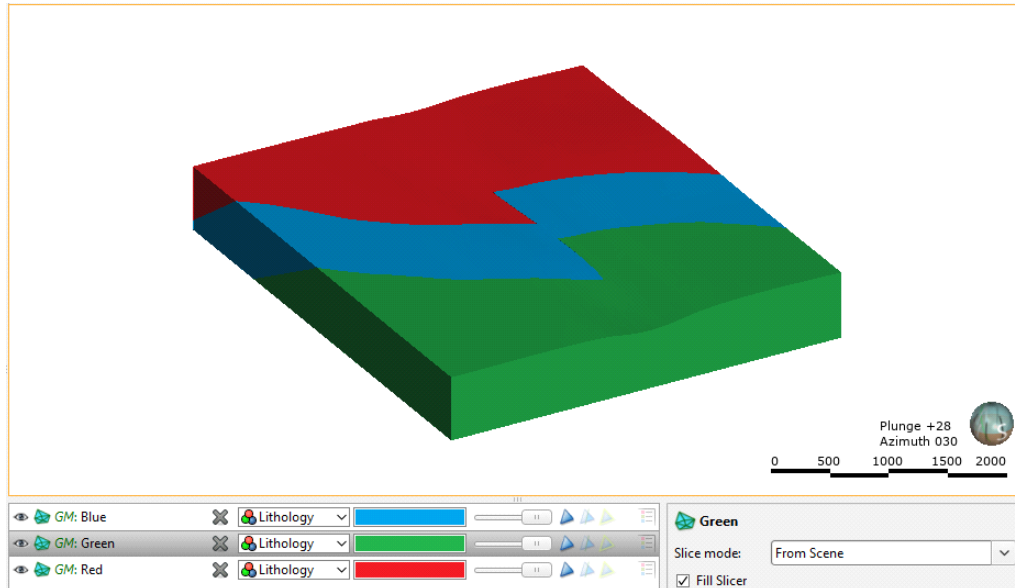 Plunge +28
Azimuth 030
0 500 1000 1500 2000
S
GM: Blue Lithology
GM: Green Lithology
GM: Red Lithology
Green
Slice mode: From Scene
Fill Slicer